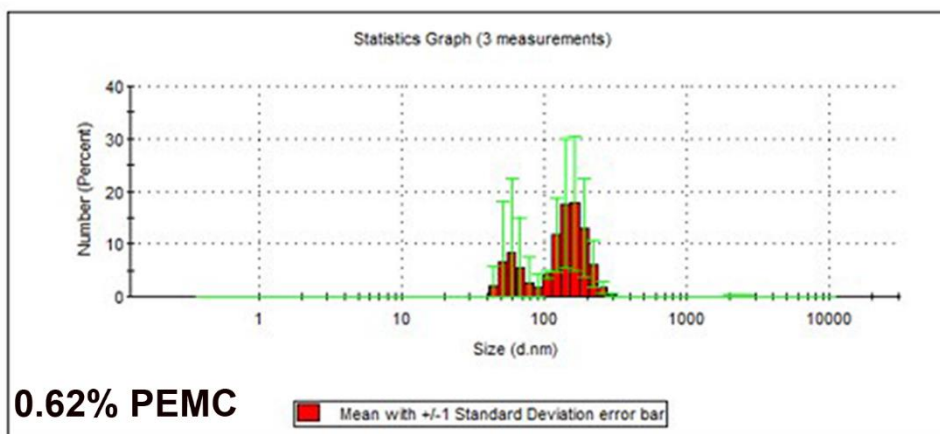 Statistics Graph (3 measurements)
40
30
20
10
0
Number (Percent)
1 10 100 1000 10000
Size (d.nm)
0.62% PEMC
Mean with +/-1 Standard Deviation error bar